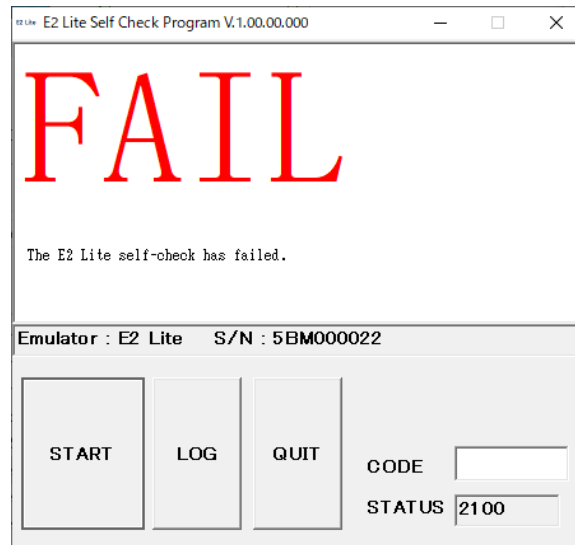 E2 Lite E2 Lite Self Check Program V.1.00.00.000
FAIL
The E2 Lite self-check has failed.
Emulator : E2 Lite S/N : 5BM000022
START LOG QUIT
CODE
STATUS 2100